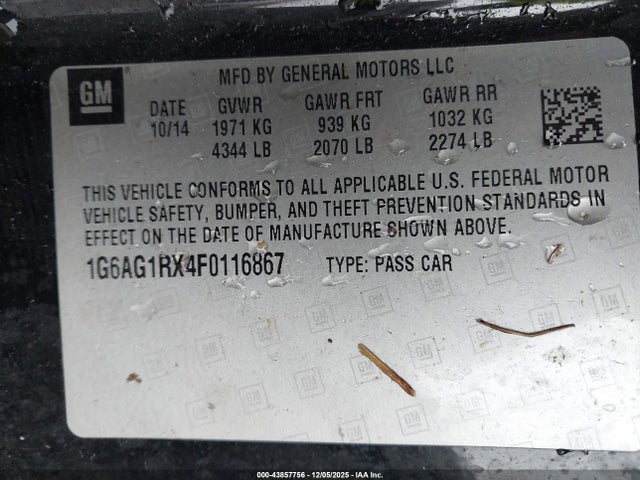 GM
MFD BY GENERAL MOTORS LLC
DATE GVWR GAWR FRT GAWR RR
10/14 1971 KG 939 KG 1032 KG
4344 LB 2070 LB 2274 LB
THIS VEHICLE CONFORMS TO ALL APPLICABLE U.S. FEDERAL MOTOR
VEHICLE SAFETY, BUMPER, AND THEFT PREVENTION STANDARDS IN
EFFECT ON THE DATE OF MANUFACTURE SHOWN ABOVE.
1G6AG1RX4F0116867 TYPE: PASS CAR
000-43857756 - 12/05/2025 - IAA Inc.